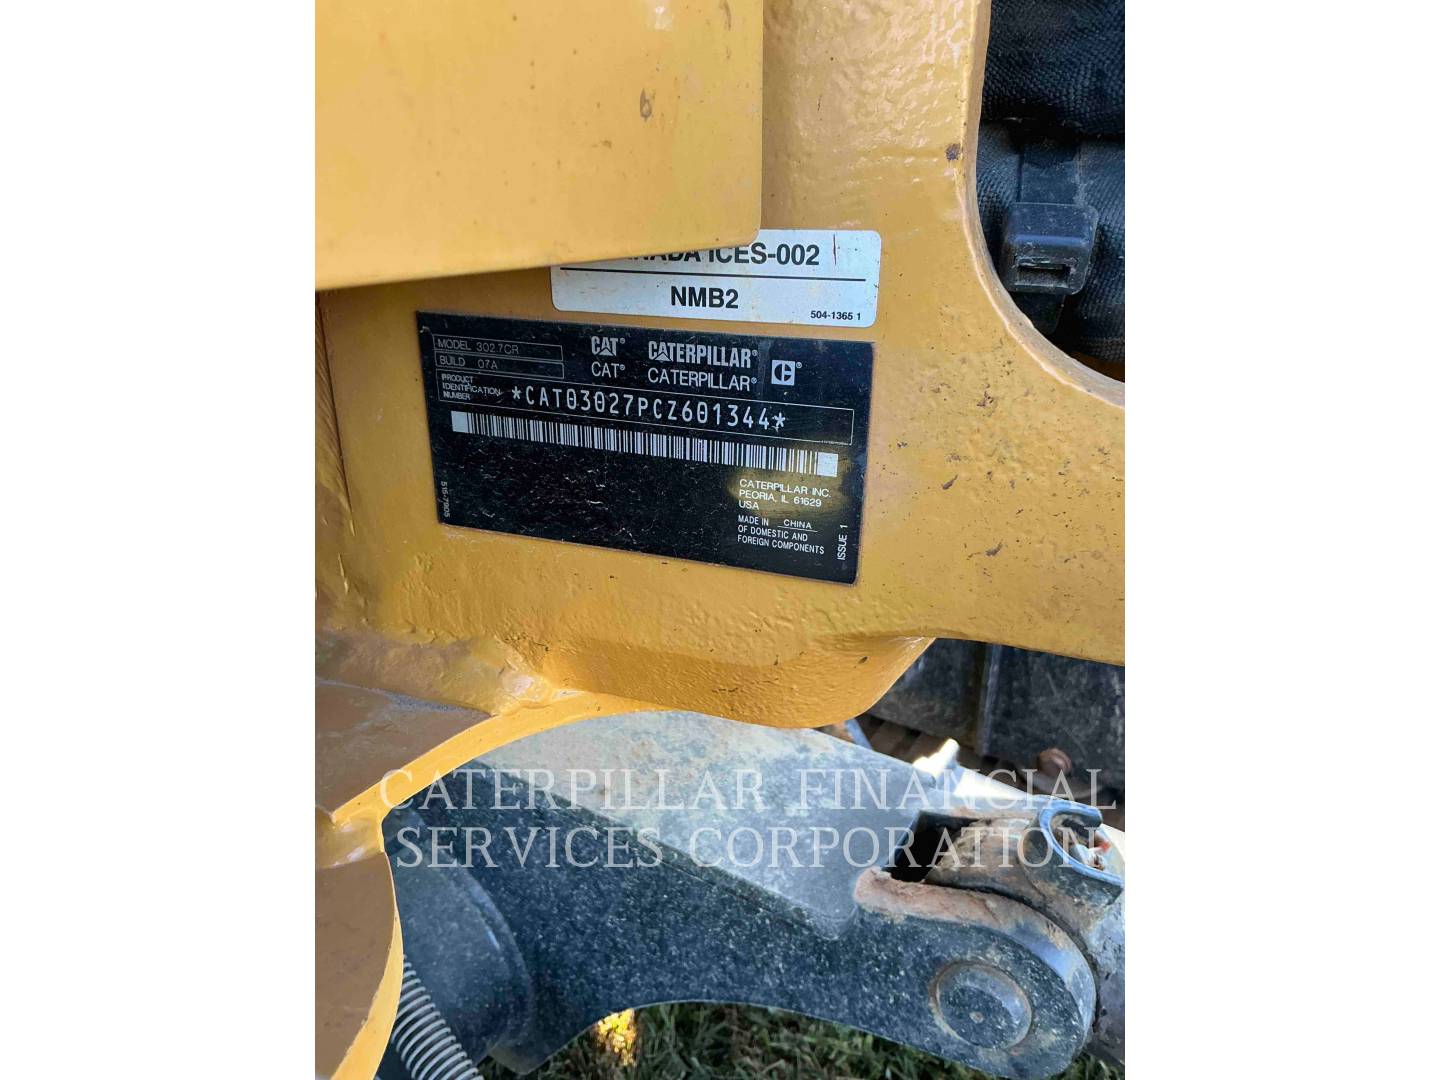 ICES-002
NMB2
504-1365 1
MODEL 302 7CR
BUILD 07A
CAT® CATERPILLAR®
CAT® CATERPILLAR®
PRODUCT
IDENTIFICATION
NUMBER
*CAT03027PCZ601344*
CATERPILLAR INC.
PEORIA, IL 61629
USA
MADE IN CHINA
OF DOMESTIC AND
FOREIGN COMPONENTS
ISSUE 1
CATERPILLAR FINANCIAL
SERVICES CORPORATION